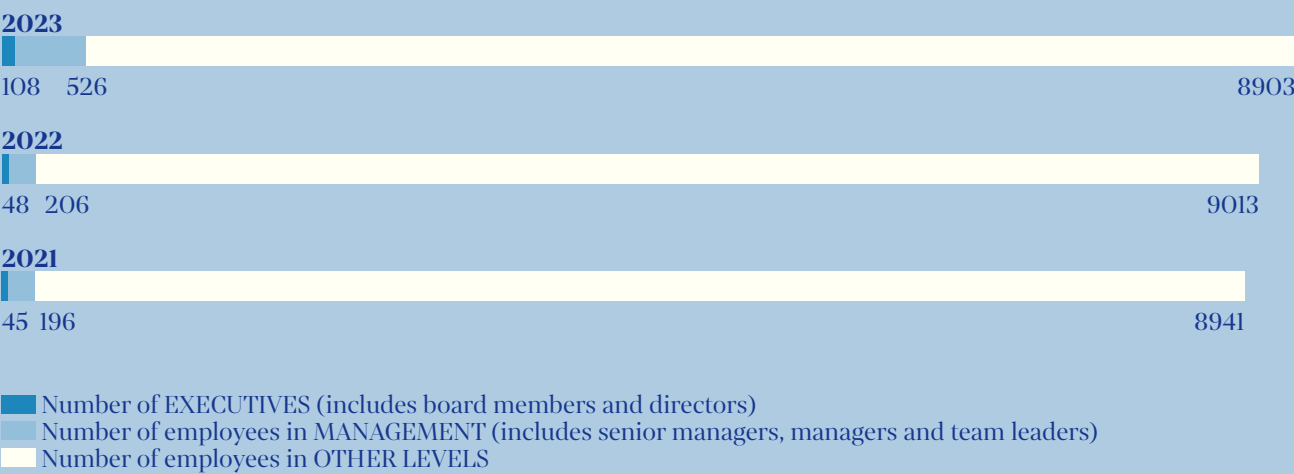 2023
108 526 8903
2022
48 206 9013
2021
45 196 8941
Number of EXECUTIVES (includes board members and directors)
Number of employees in MANAGEMENT (includes senior managers, managers and team leaders)
Number of employees in OTHER LEVELS